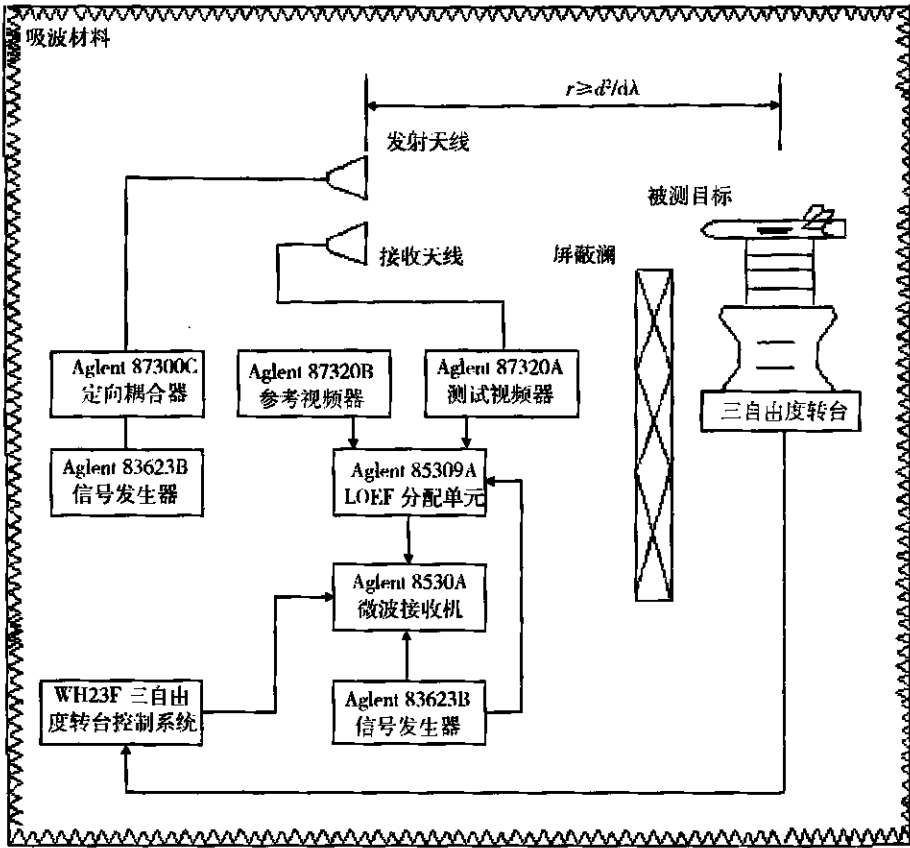 吸波材料
r≥d²/dλ
发射天线
被测目标
接收天线
屏蔽澜
Aglent 87300C
定向耦合器
Aglent 87320B
参考视频器
Aglent 87320A
测试视频器
三自由度转台
Aglent 83623B
信号发生器
Aglent 85309A
LOEF 分配单元
Aglent 8530A
微波接收机
WH23F 三自由
度转台控制系统
Aglent 83623B
信号发生器